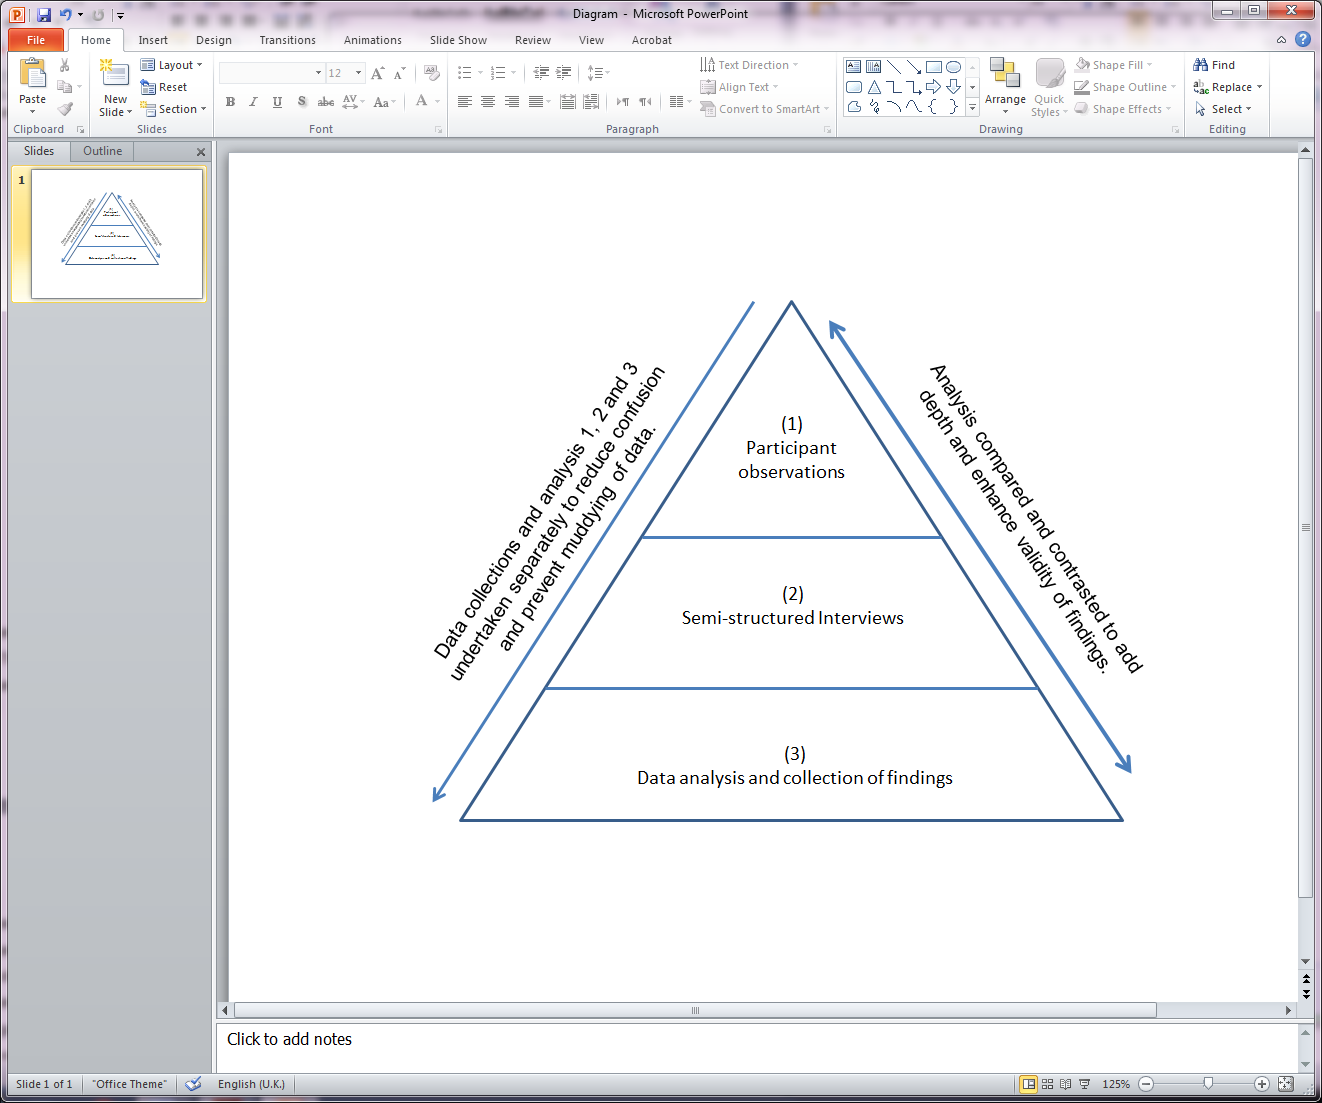 Diagram - Microsoft PowerPoint
File Home Insert Design Transitions Animations Slide Show Review View Acrobat
Paste
Clipboard
New Slide
Layout
Reset
Section
Slides
12
B I U S abc AV Aa A
Font
Paragraph
Text Direction
Align Text
Convert to SmartArt
Arrange
Quick Styles
Shape Fill
Shape Outline
Shape Effects
Drawing
Find
Replace
Select
Editing
Slides Outline
1
Data collections and analysis 1, 2 and 3
undertaken separately to reduce confusion
and prevent muddying of data.
(1)
Participant
observations
(2)
Semi-structured Interviews
(3)
Data analysis and collection of findings
Analysis compared and contrasted to add
depth and enhance validity of findings.
Click to add notes
Slide 1 of 1 "Office Theme" English (U.K.) 125%